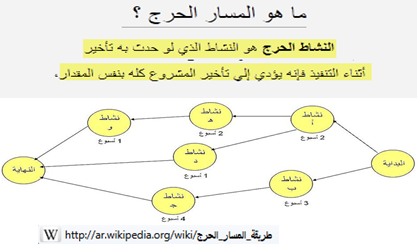 ما هو المسار الحرج ؟
النشاط الحرج هو النشاط الذي لو حدث به تأخير
أثناء التنفيذ فإنه يؤدي إلي تأخير المشروع كله بنفس المقدار،
البداية
نشاط
أ
2 أسبوع
نشاط
هـ
2 أسبوع
نشاط
و
1 أسبوع
نشاط
د
1 أسبوع
نشاط
ب
3 أسبوع
نشاط
جـ
4 أسبوع
النهاية
W http://ar.wikipedia.org/wiki/طريقة_المسار_الحرج